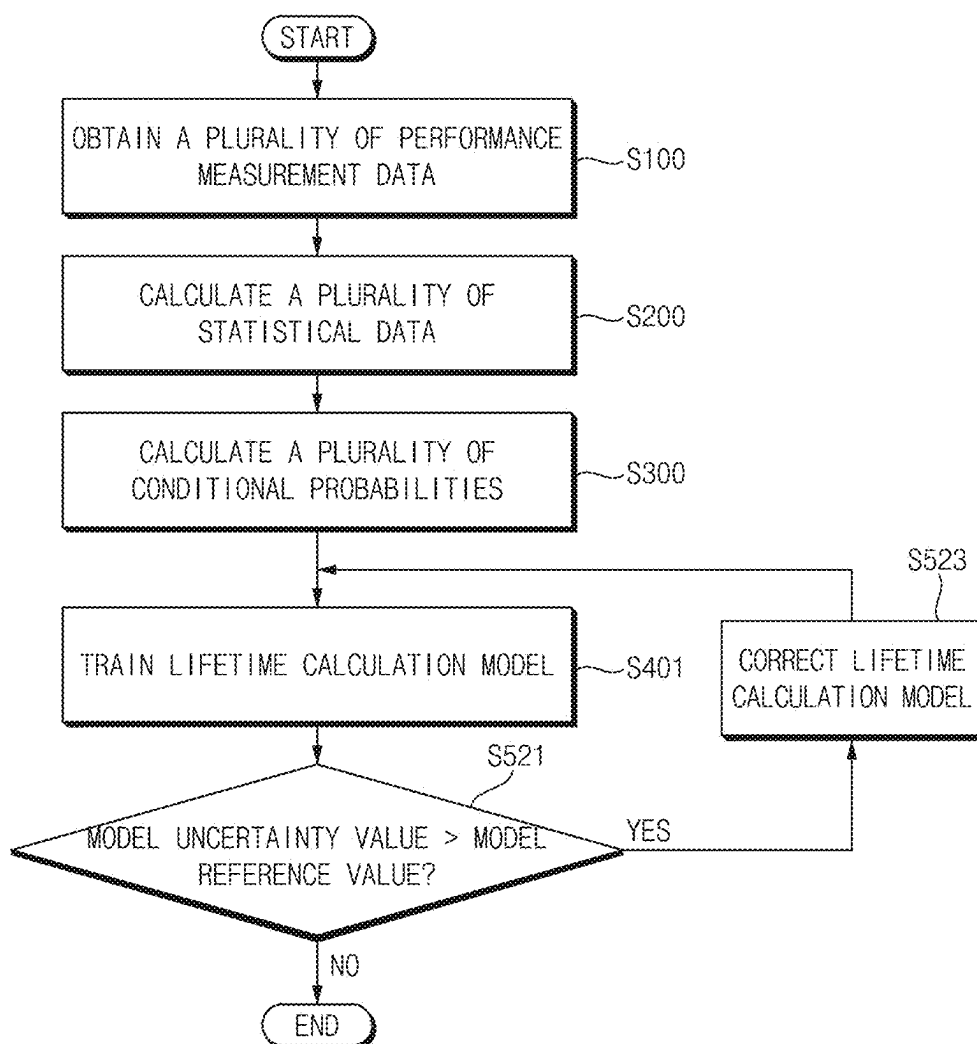 START
OBTAIN A PLURALITY OF PERFORMANCE
MEASUREMENT DATA
S100
CALCULATE A PLURALITY OF
STATISTICAL DATA
S200
CALCULATE A PLURALITY OF
CONDITIONAL PROBABILITIES
S300
S523
TRAIN LIFETIME CALCULATION MODEL
S401
CORRECT LIFETIME
CALCULATION MODEL
S521
MODEL UNCERTAINTY VALUE > MODEL
REFERENCE VALUE?
YES
NO
END